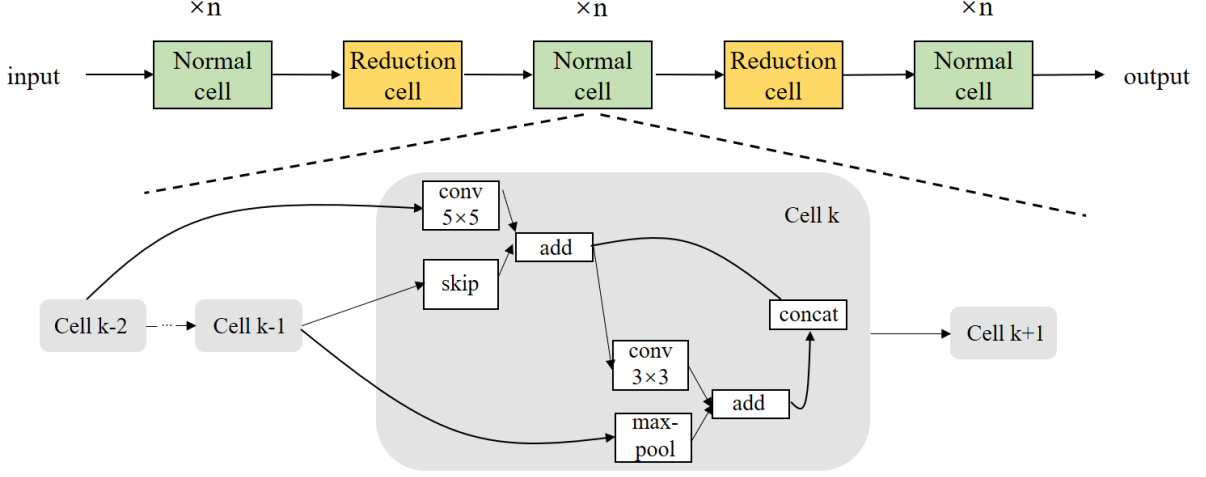 ×n
×n
×n
input
Normal
cell
Reduction
cell
Normal
cell
Reduction
cell
Normal
cell
output
conv
5×5
Cell k
add
skip
Cell k-2
...
Cell k-1
concat
Cell k+1
conv
3×3
add
max-
pool